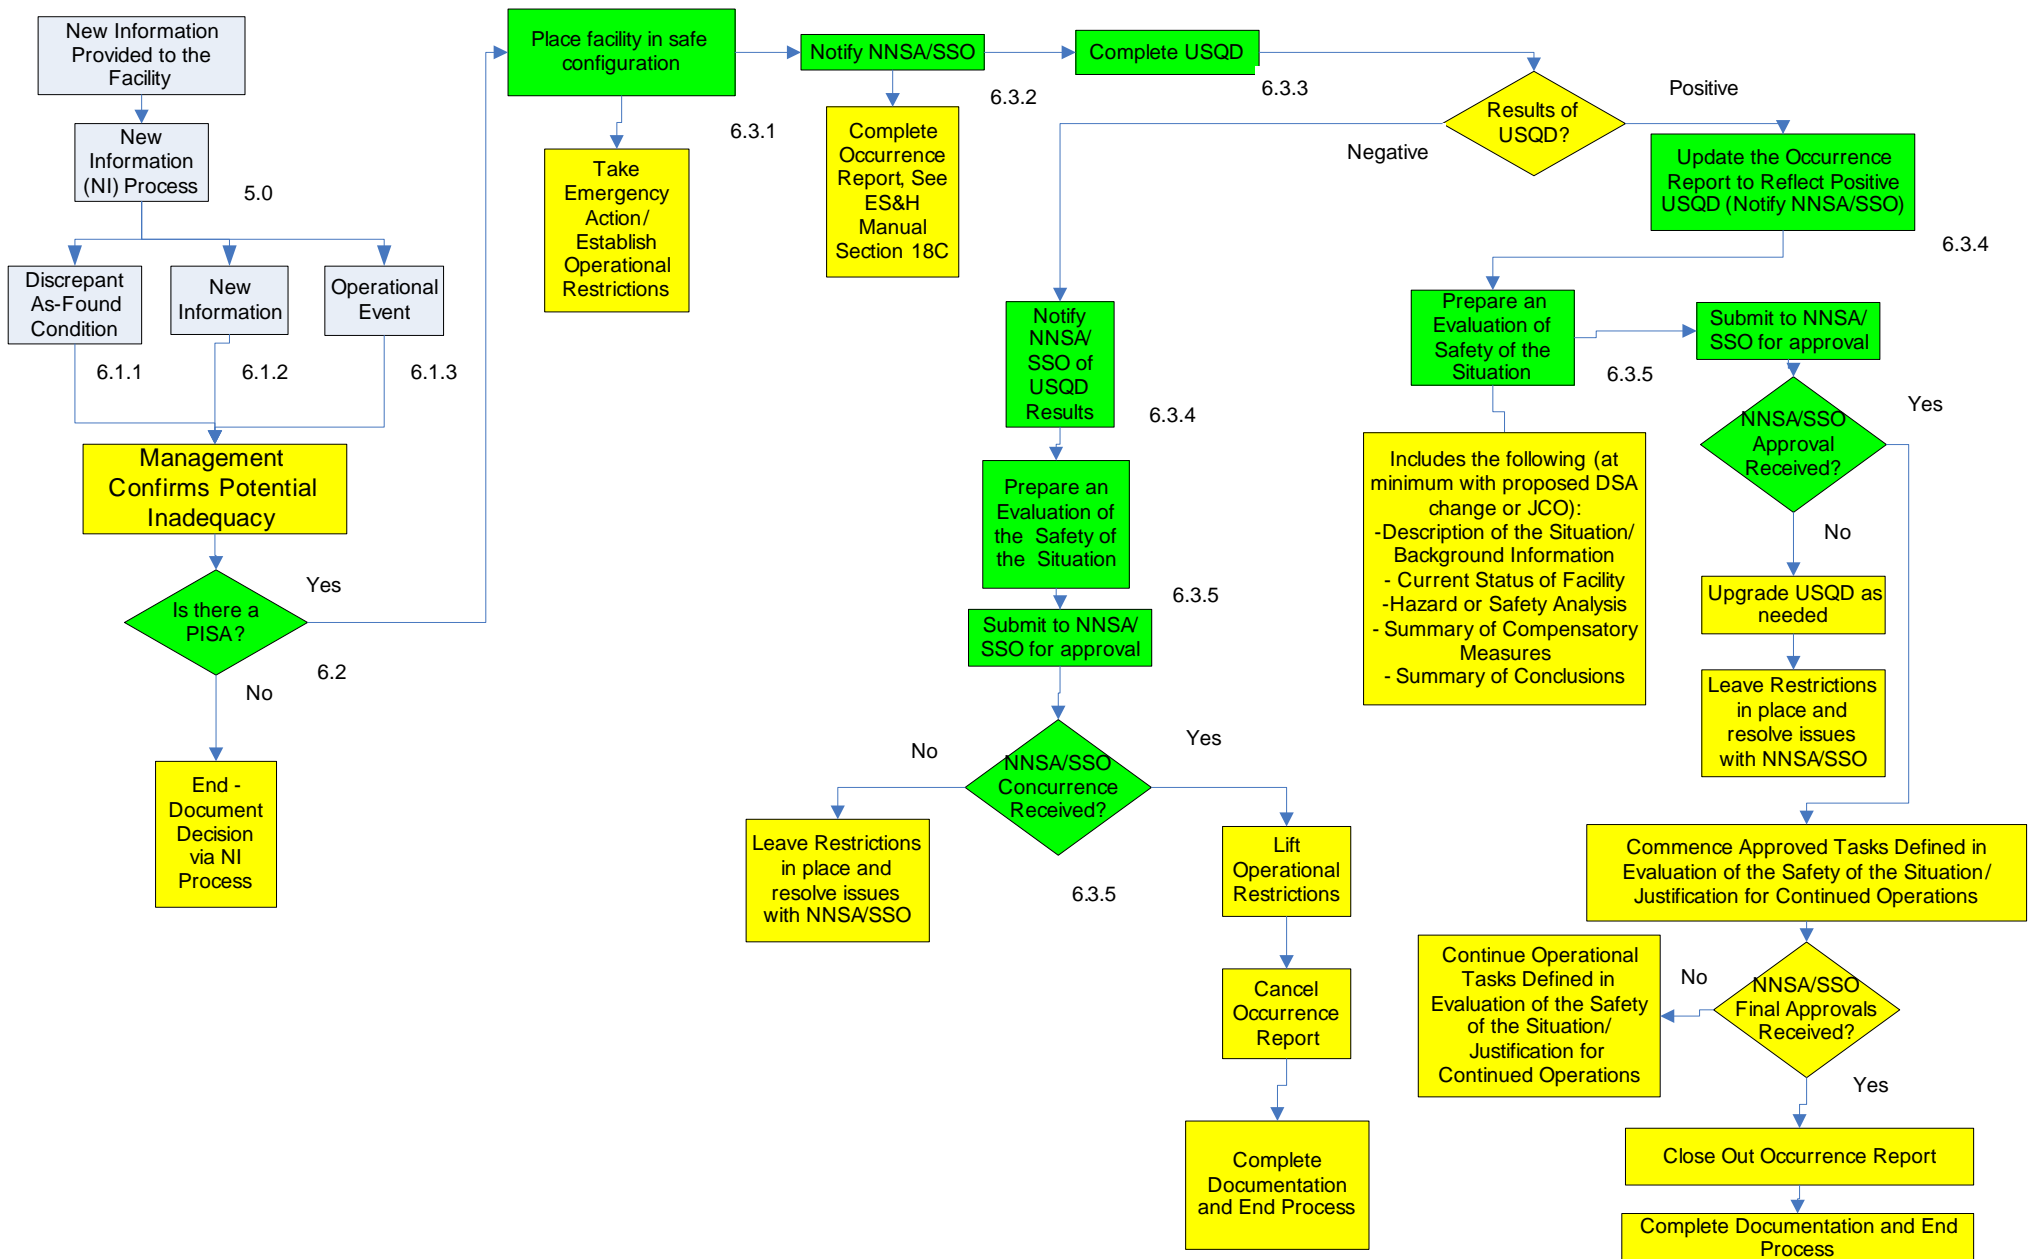 New Information
Provided to the
Facility
New
Information
(NI) Process
5.0
Discrepant
As-Found
Condition
New
Information
Operational
Event
6.1.1
6.1.2
6.1.3
Management
Confirms Potential
Inadequacy
Is there a
PISA?
Yes
6.2
No
End -
Document
Decision
via NI
Process
Place facility in safe
configuration
6.3.1
Take
Emergency
Action/
Establish
Operational
Restrictions
Notify NNSA/SSO
6.3.2
Complete
Occurrence
Report, See
ES&H
Manual
Section 18C
Complete USQD
6.3.3
Results of
USQD?
Negative
Positive
Notify
NNSA/
SSO of
USQD
Results
6.3.4
Prepare an
Evaluation of
the Safety of
the Situation
6.3.5
Submit to NNSA/
SSO for approval
NNSA/SSO
Concurrence
Received?
No
Yes
6.3.5
Leave Restrictions
in place and
resolve issues
with NNSA/SSO
Lift
Operational
Restrictions
Cancel
Occurrence
Report
Complete
Documentation
and End Process
Update the Occurrence
Report to Reflect Positive
USQD (Notify NNSA/SSO)
6.3.4
Prepare an
Evaluation of
Safety of the
Situation
6.3.5
Submit to NNSA/
SSO for approval
Includes the following (at
minimum with proposed DSA
change or JCO):
-Description of the Situation/
Background Information
- Current Status of Facility
-Hazard or Safety Analysis
- Summary of Compensatory
Measures
- Summary of Conclusions
NNSA/SSO
Approval
Received?
Yes
No
Upgrade USQD as
needed
Leave Restrictions
in place and
resolve issues
with NNSA/SSO
Commence Approved Tasks Defined in
Evaluation of the Safety of the Situation/
Justification for Continued Operations
NNSA/SSO
Final Approvals
Received?
No
Yes
Continue Operational
Tasks Defined in
Evaluation of the Safety
of the Situation/
Justification for
Continued Operations
Close Out Occurrence Report
Complete Documentation and End
Process